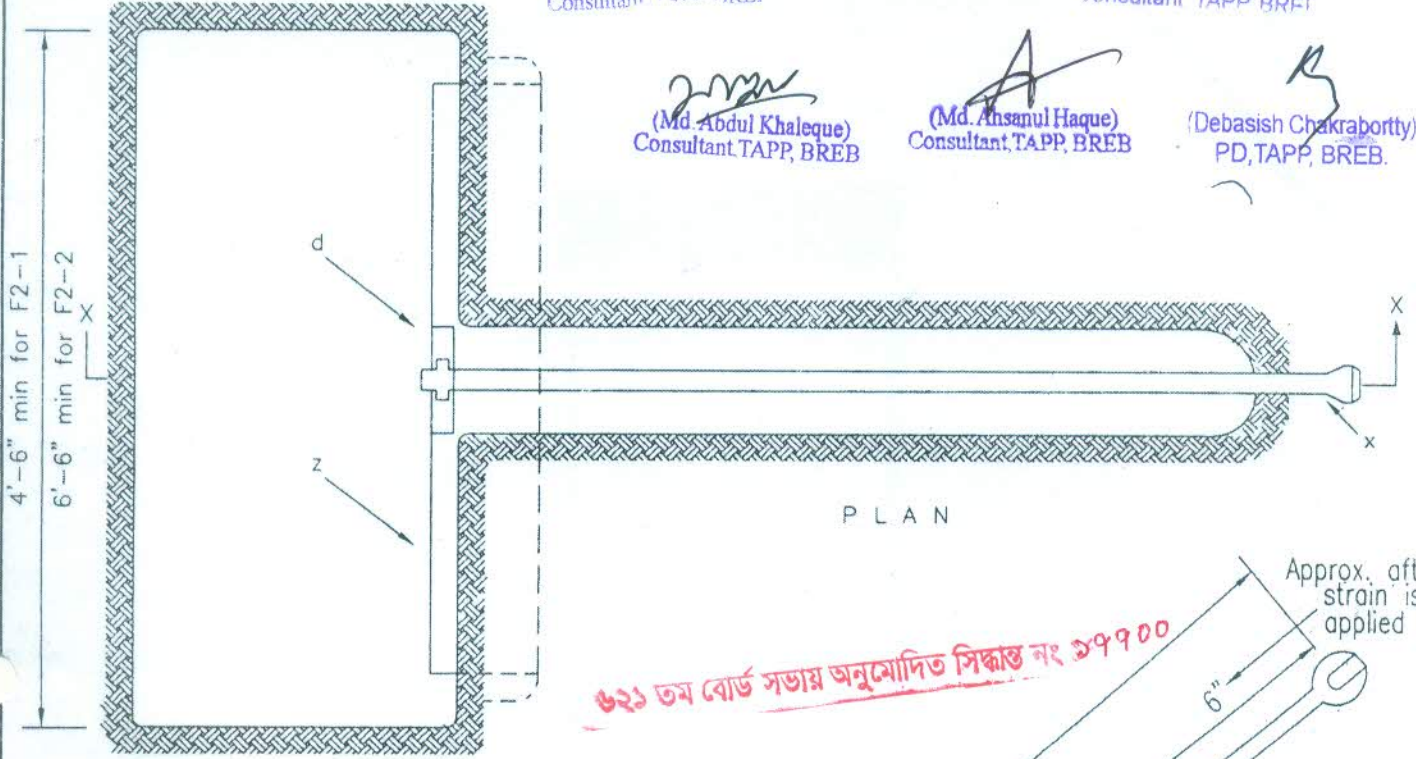 (Md. Abdul Khaleque)
Consultant, TAPP, BREB
(Md. Ahsanul Haque)
Consultant, TAPP, BREB
(Debasish Chakrabortty)
PD, TAPP, BREB.
4'-6" min for F2-1
6'-6" min for F2-2
X
X
d
z
x
PLAN
Approx.
strain is
applied
6"
৬২১ তম বোর্ড সভায় অনুমোদিত সিদ্ধান্ত নং ১৭৭০০